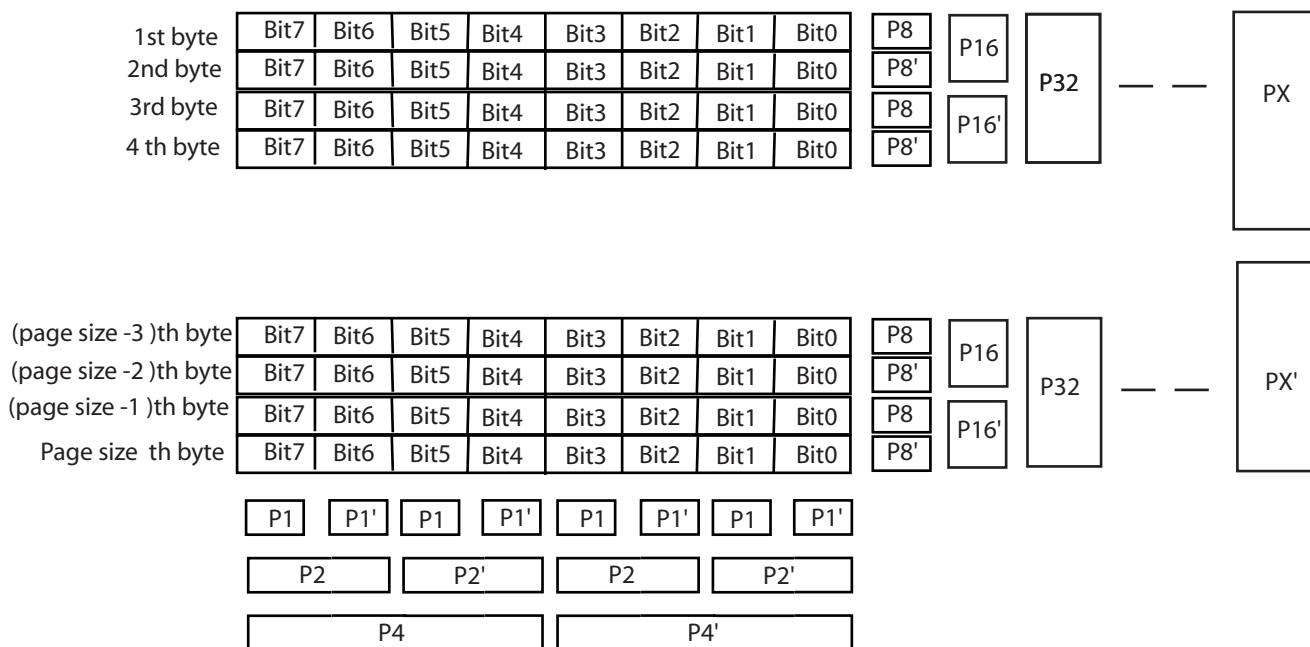 1st byte Bit7 Bit6 Bit5 Bit4 Bit3 Bit2 Bit1 Bit0 P8 P16 P32 PX
2nd byte Bit7 Bit6 Bit5 Bit4 Bit3 Bit2 Bit1 Bit0 P8'
3rd byte Bit7 Bit6 Bit5 Bit4 Bit3 Bit2 Bit1 Bit0 P8 P16'
4 th byte Bit7 Bit6 Bit5 Bit4 Bit3 Bit2 Bit1 Bit0 P8'
(page size -3 )th byte Bit7 Bit6 Bit5 Bit4 Bit3 Bit2 Bit1 Bit0 P8 P16 P32 PX'
(page size -2 )th byte Bit7 Bit6 Bit5 Bit4 Bit3 Bit2 Bit1 Bit0 P8'
(page size -1 )th byte Bit7 Bit6 Bit5 Bit4 Bit3 Bit2 Bit1 Bit0 P8 P16'
Page size th byte Bit7 Bit6 Bit5 Bit4 Bit3 Bit2 Bit1 Bit0 P8'
P1 P1' P1 P1' P1 P1' P1 P1'
P2 P2' P2 P2'
P4 P4'